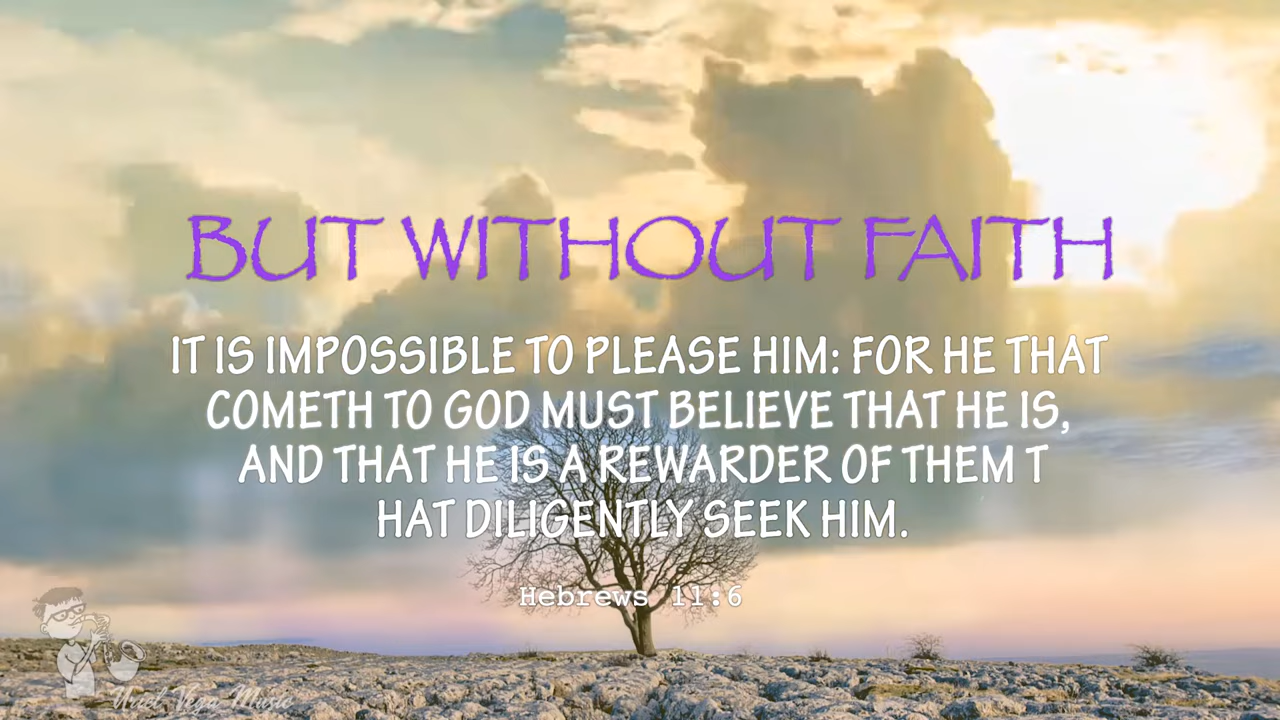 BUT WITHOUT FAITH
IT IS IMPOSSIBLE TO PLEASE HIM: FOR HE THAT
COMETH TO GOD MUST BELIEVE THAT HE IS,
AND THAT HE IS A REWARDER OF THEM T
HAT DILIGENTLY SEEK HIM.
Hebrews 11:6
Uriel Vega Music